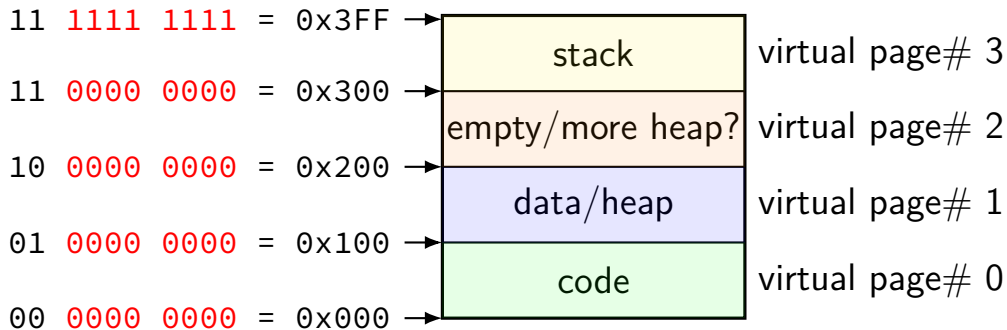 11 1111 1111 = 0x3FF
stack
virtual page# 3
11 0000 0000 = 0x300
empty/more heap?
virtual page# 2
10 0000 0000 = 0x200
data/heap
virtual page# 1
01 0000 0000 = 0x100
code
virtual page# 0
00 0000 0000 = 0x000